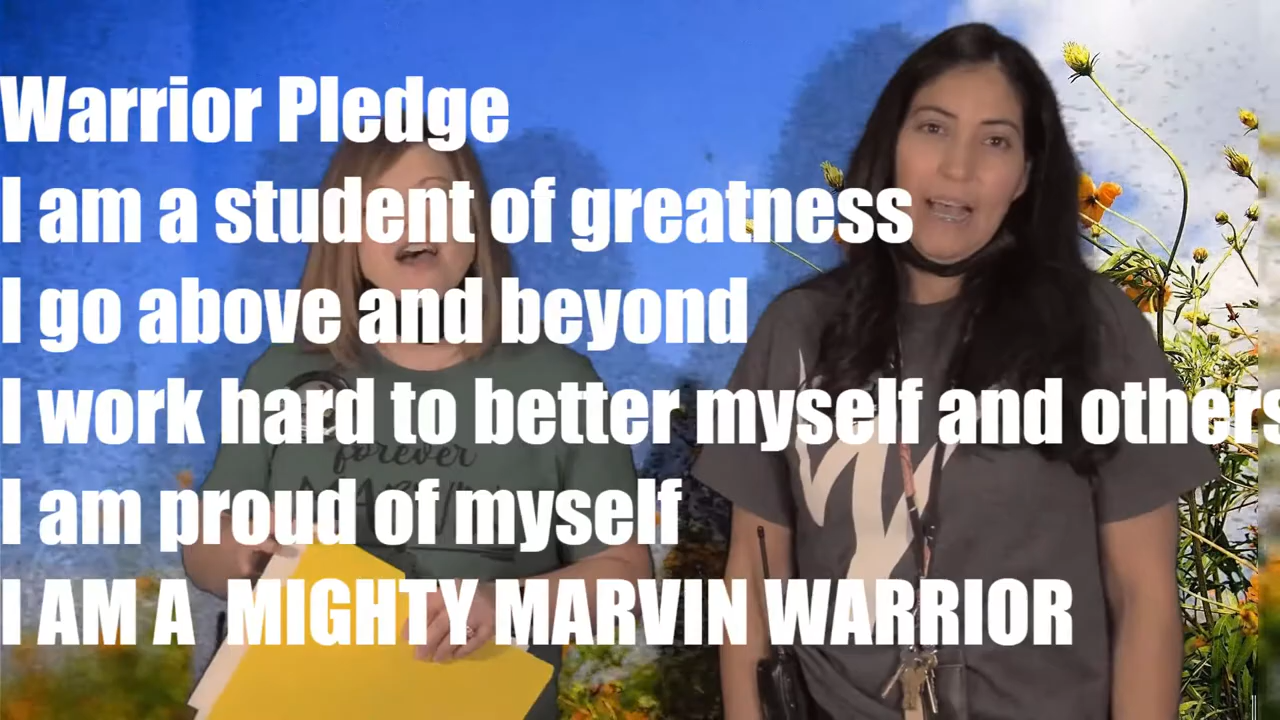 Warrior Pledge
I am a student of greatness
I go above and beyond
I work hard to better myself and others
I am proud of myself
I AM A MIGHTY MARVIN WARRIOR
forever